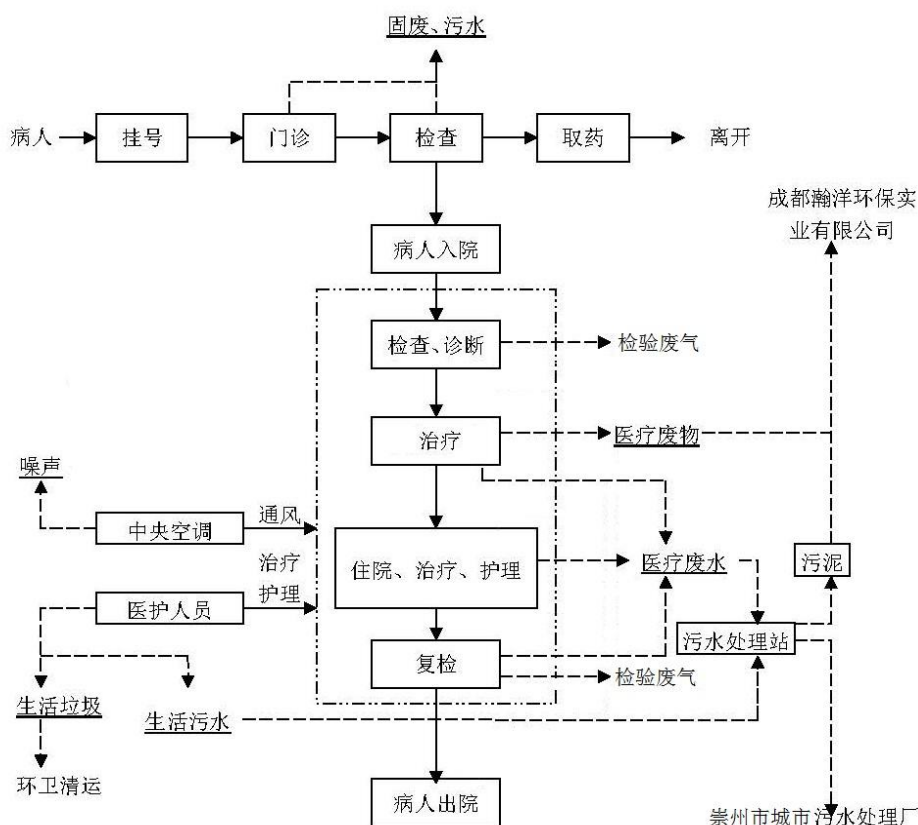 固废、污水
病人
挂号
门诊
检查
取药
离开
成都瀚洋环保实
业有限公司
病人入院
检查、诊断
检验废气
治疗
医疗废物
噪声
中央空调
通风
治疗
护理
住院、治疗、护理
医疗废水
污泥
医护人员
污水处理站
复检
检验废气
生活垃圾
生活污水
环卫清运
病人出院
崇州市城市污水处理厂